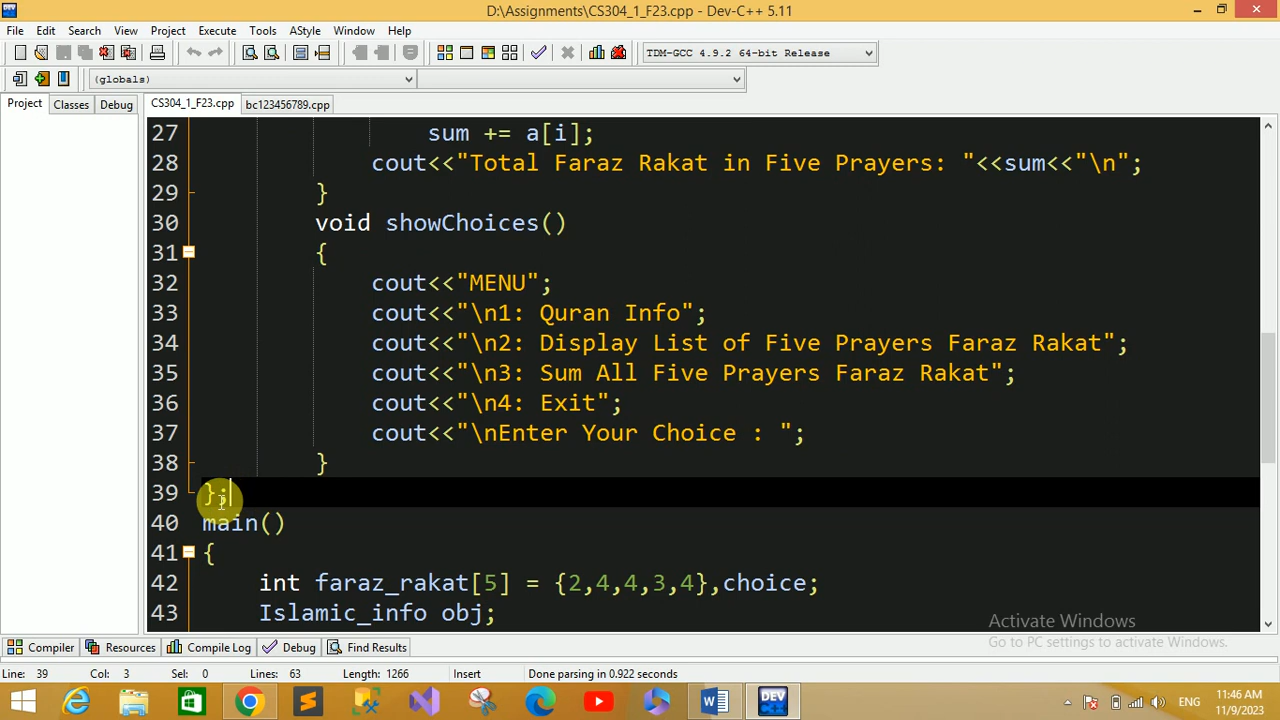 D:\Assignments\CS304_1_F23.cpp - Dev-C++ 5.11
File Edit Search View Project Execute Tools AStyle Window Help
TDM-GCC 4.9.2 64-bit Release
(globals)
Project Classes Debug CS304_1_F23.cpp bc123456789.cpp
27 sum += a[i];
28 cout<<"Total Faraz Rakat in Five Prayers: "<<sum<<"\n";
29 }
30 void showChoices()
31 {
32 cout<<"MENU";
33 cout<<"\n1: Quran Info";
34 cout<<"\n2: Display List of Five Prayers Faraz Rakat";
35 cout<<"\n3: Sum All Five Prayers Faraz Rakat";
36 cout<<"\n4: Exit";
37 cout<<"\nEnter Your Choice : ";
38 }
39 };
40 main()
41 {
42 int faraz_rakat[5] = {2,4,4,3,4},choice;
43 Islamic_info obj;
Activate Windows
Go to PC settings to activate Windows.
Compiler Resources Compile Log Debug Find Results
Line: 39 Col: 3 Sel: 0 Lines: 63 Length: 1266 Insert Done parsing in 0.922 seconds
DEV
ENG
11:46 AM
11/9/2023